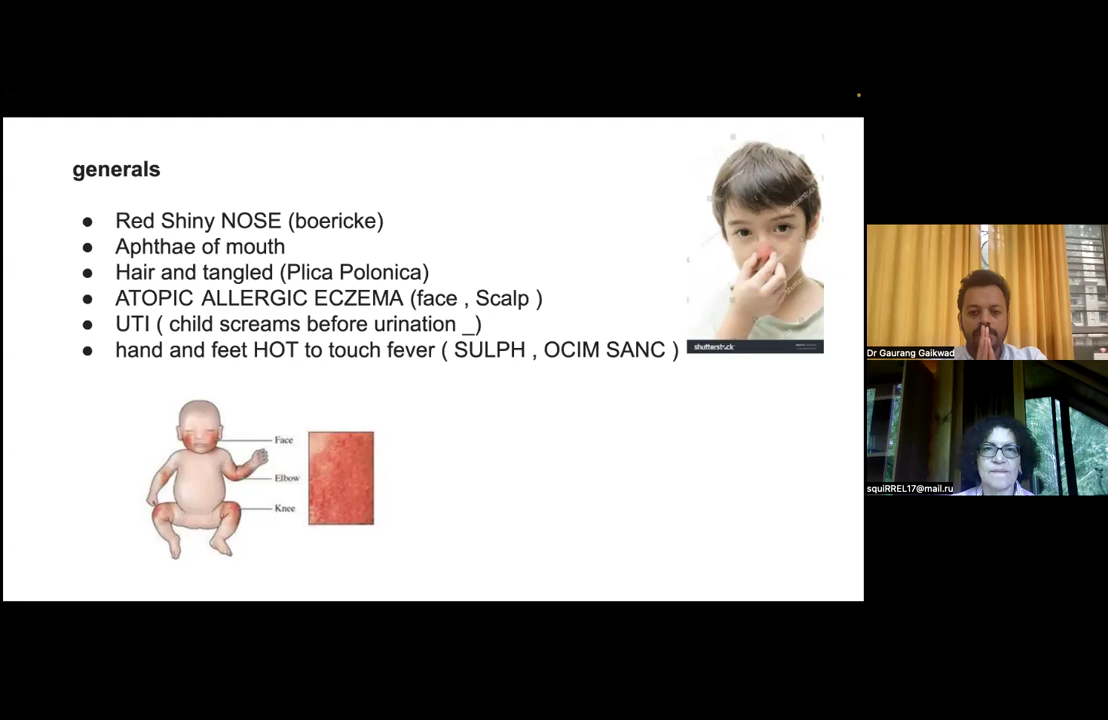 generals
● Red Shiny NOSE (boericke)
● Aphthae of mouth
● Hair and tangled (Plica Polonica)
● ATOPIC ALLERGIC ECZEMA (face , Scalp )
● UTI ( child screams before urination _)
● hand and feet HOT to touch fever ( SULPH , OCIM SANC )
shutterstock
Face
Elbow
Knee
Dr Gaurang Gaikwad
squiRREL17@mail.ru